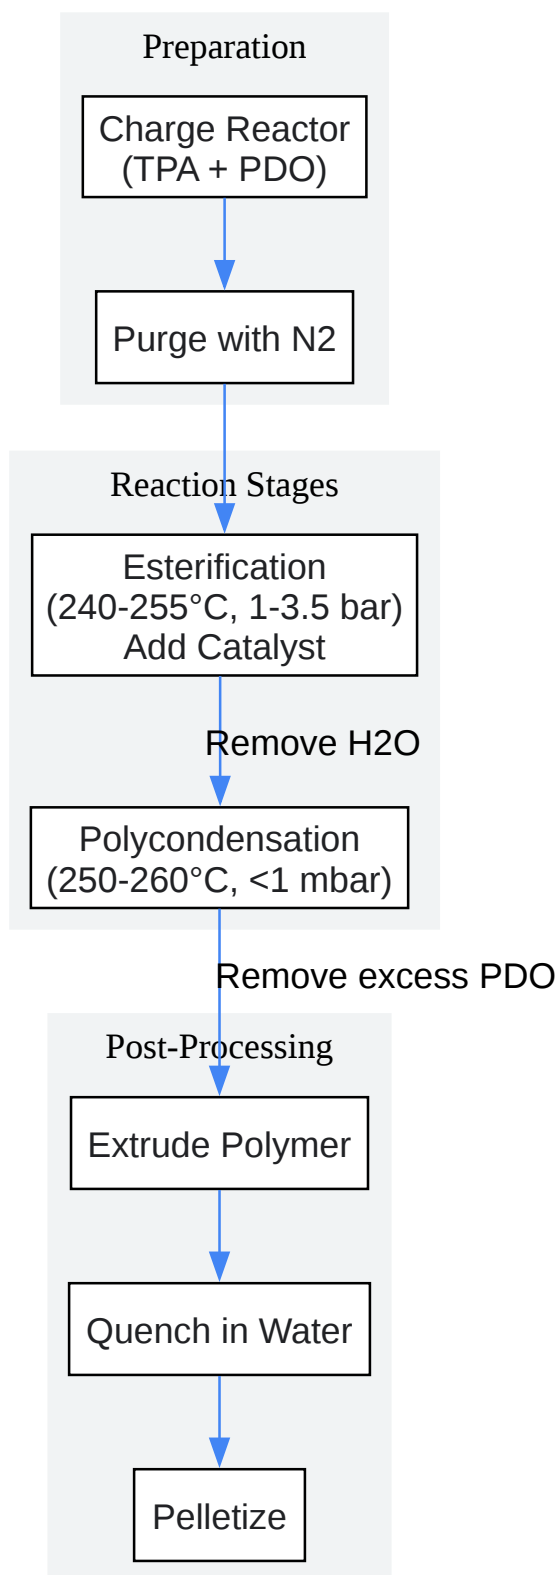 Preparation
Charge Reactor
(TPA + PDO)
Purge with N2
Reaction Stages
Esterification
(240-255°C, 1-3.5 bar)
Add Catalyst
Remove H2O
Polycondensation
(250-260°C, <1 mbar)
Remove excess PDO
Post-Processing
Extrude Polymer
Quench in Water
Pelletize